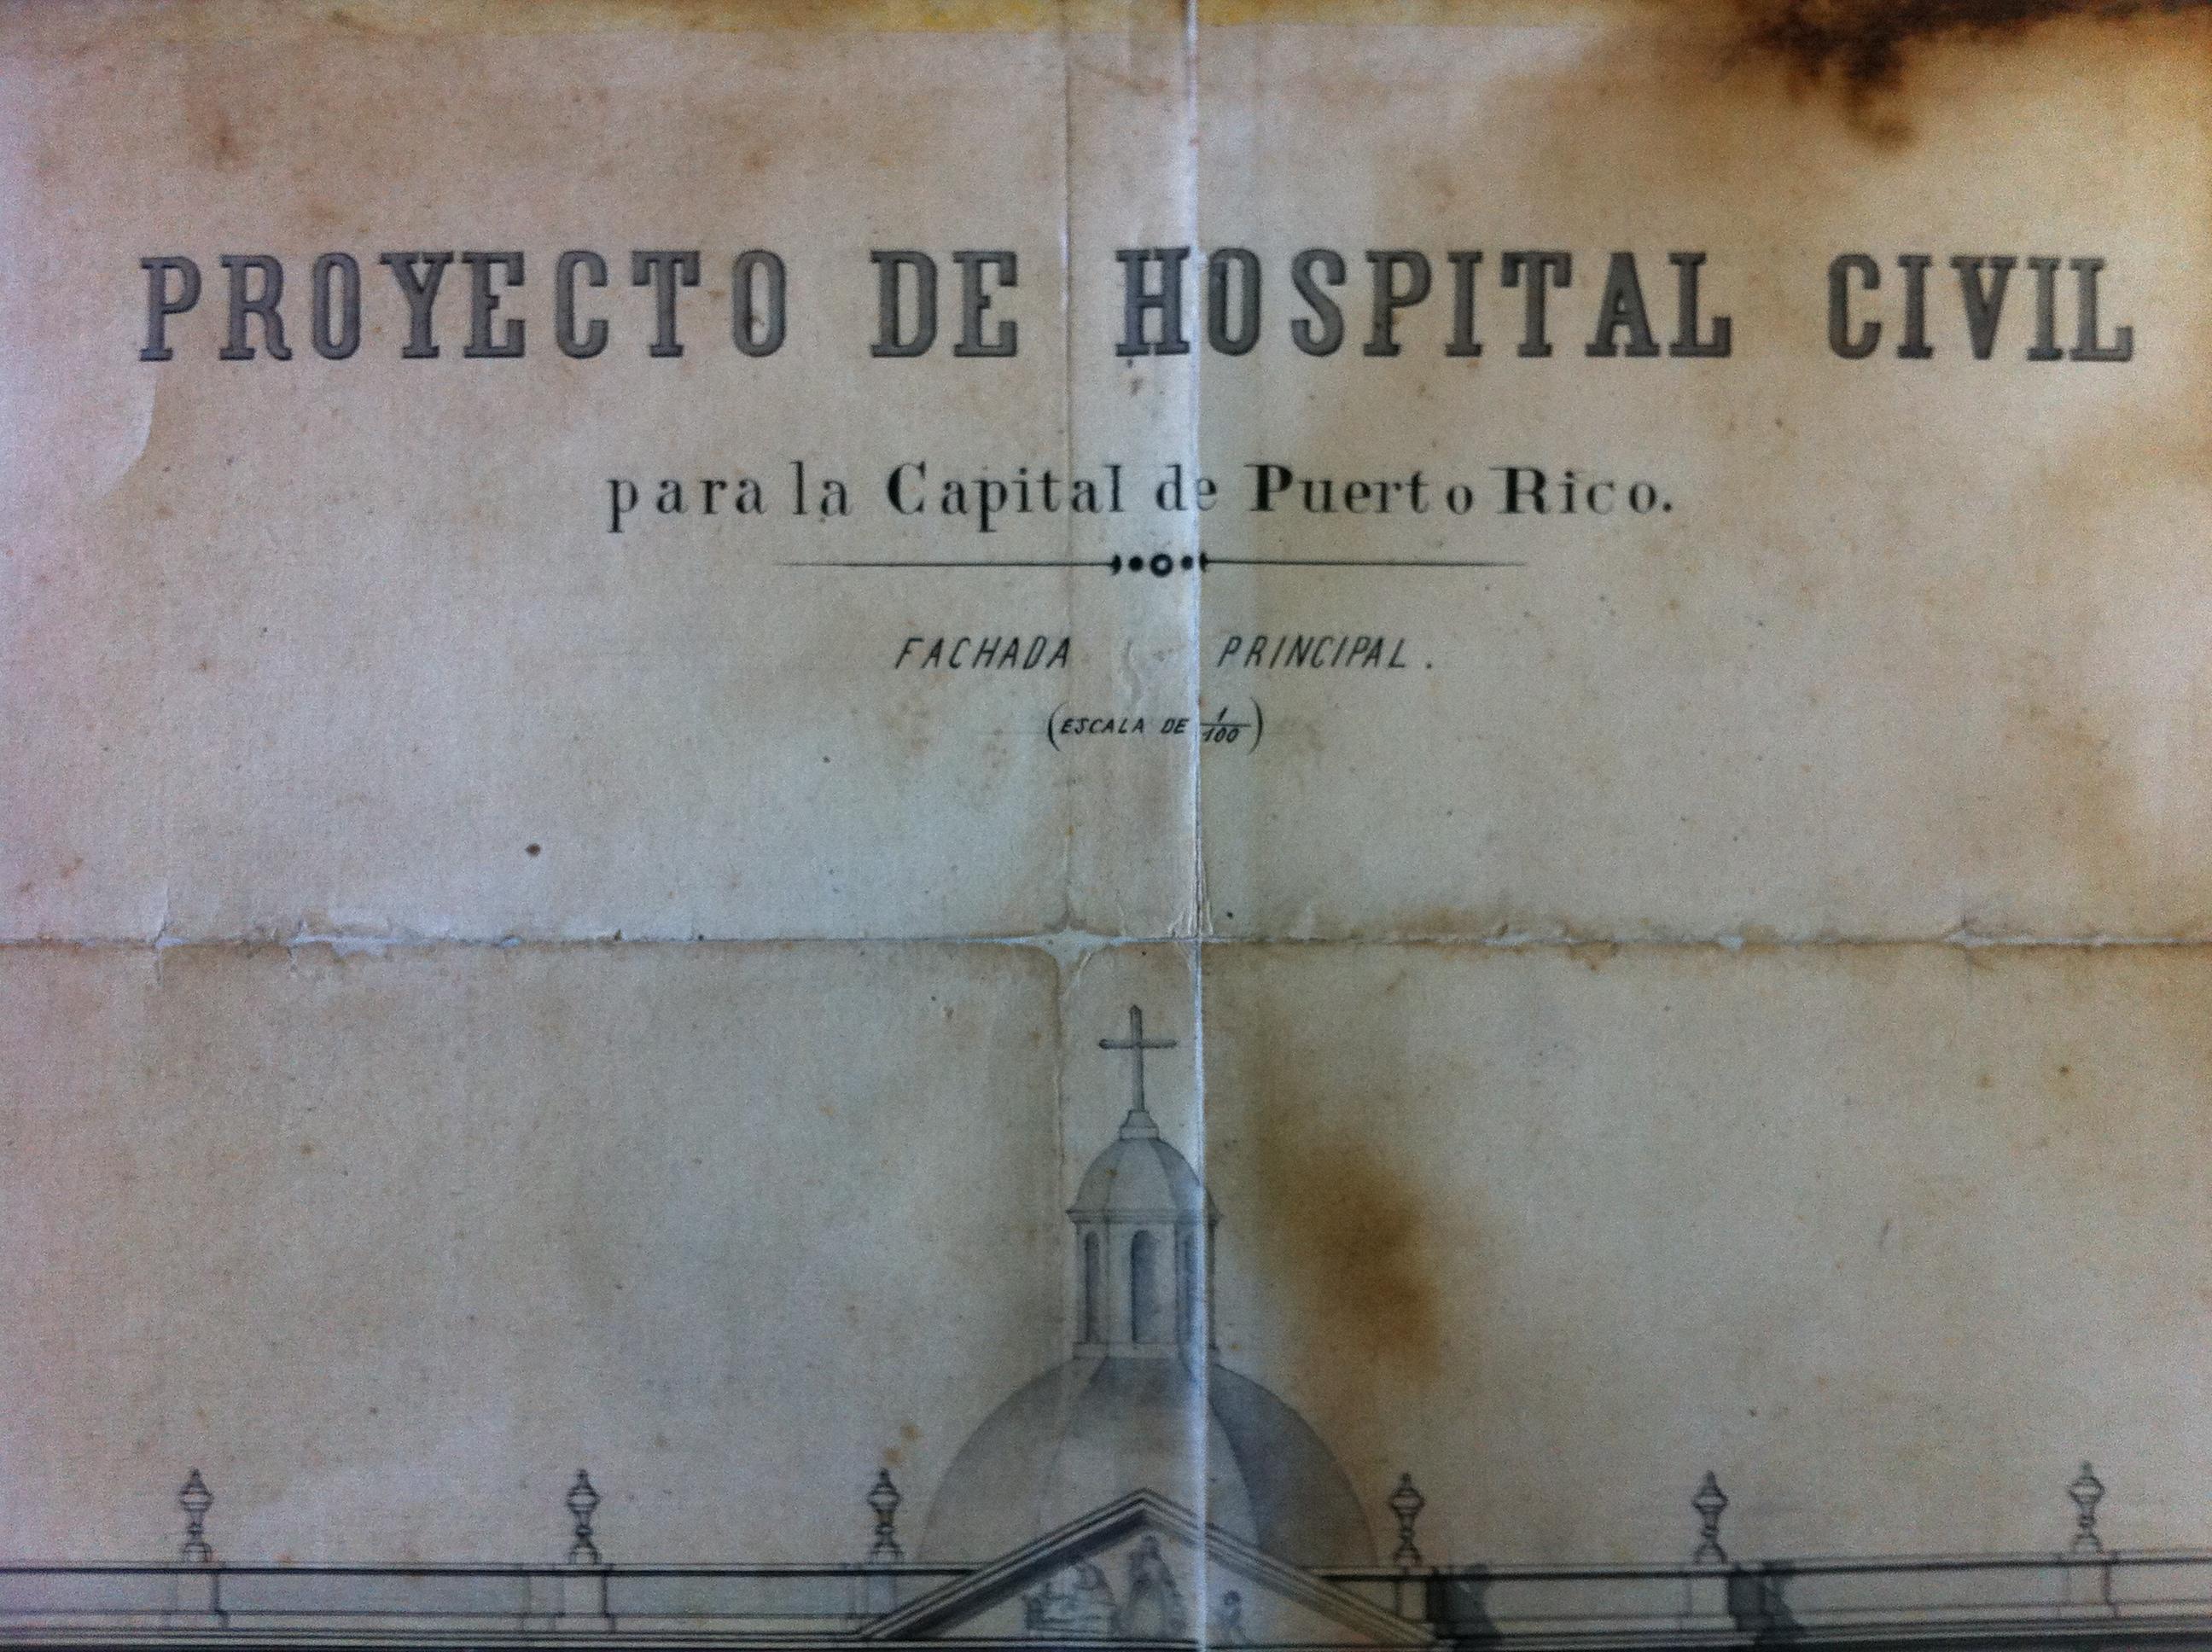 PROYECTO DE HOSPITAL CIVIL
para la Capital de Puerto Rico.
FACHADA PRINCIPAL.
(ESCALA DE 1/100)